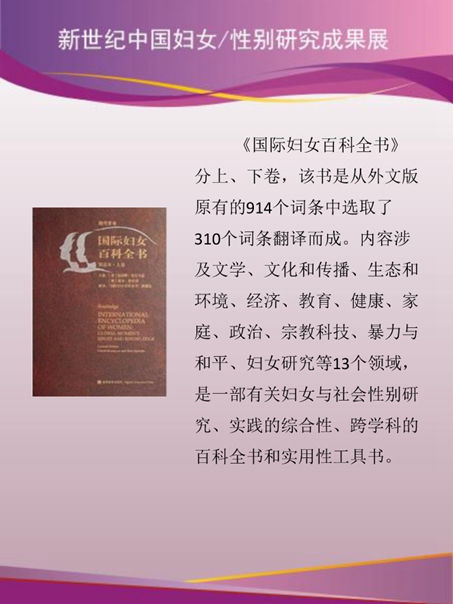 新世纪中国妇女/性别研究成果展
《国际妇女百科全书》
分上、下卷，该书是从外文版
原有的914个词条中选取了
310个词条翻译而成。内容涉
及文学、文化和传播、生态和
环境、经济、教育、健康、家
庭、政治、宗教科技、暴力与
和平、妇女研究等13个领域，
是一部有关妇女与社会性别研
究、实践的综合性、跨学科的
百科全书和实用性工具书。
国际妇女
百科全书
Routledge
INTERNATIONAL
ENCYCLOPEDIA
OF WOMEN:
GLOBAL WOMEN'S
ISSUES AND KNOWLEDGE